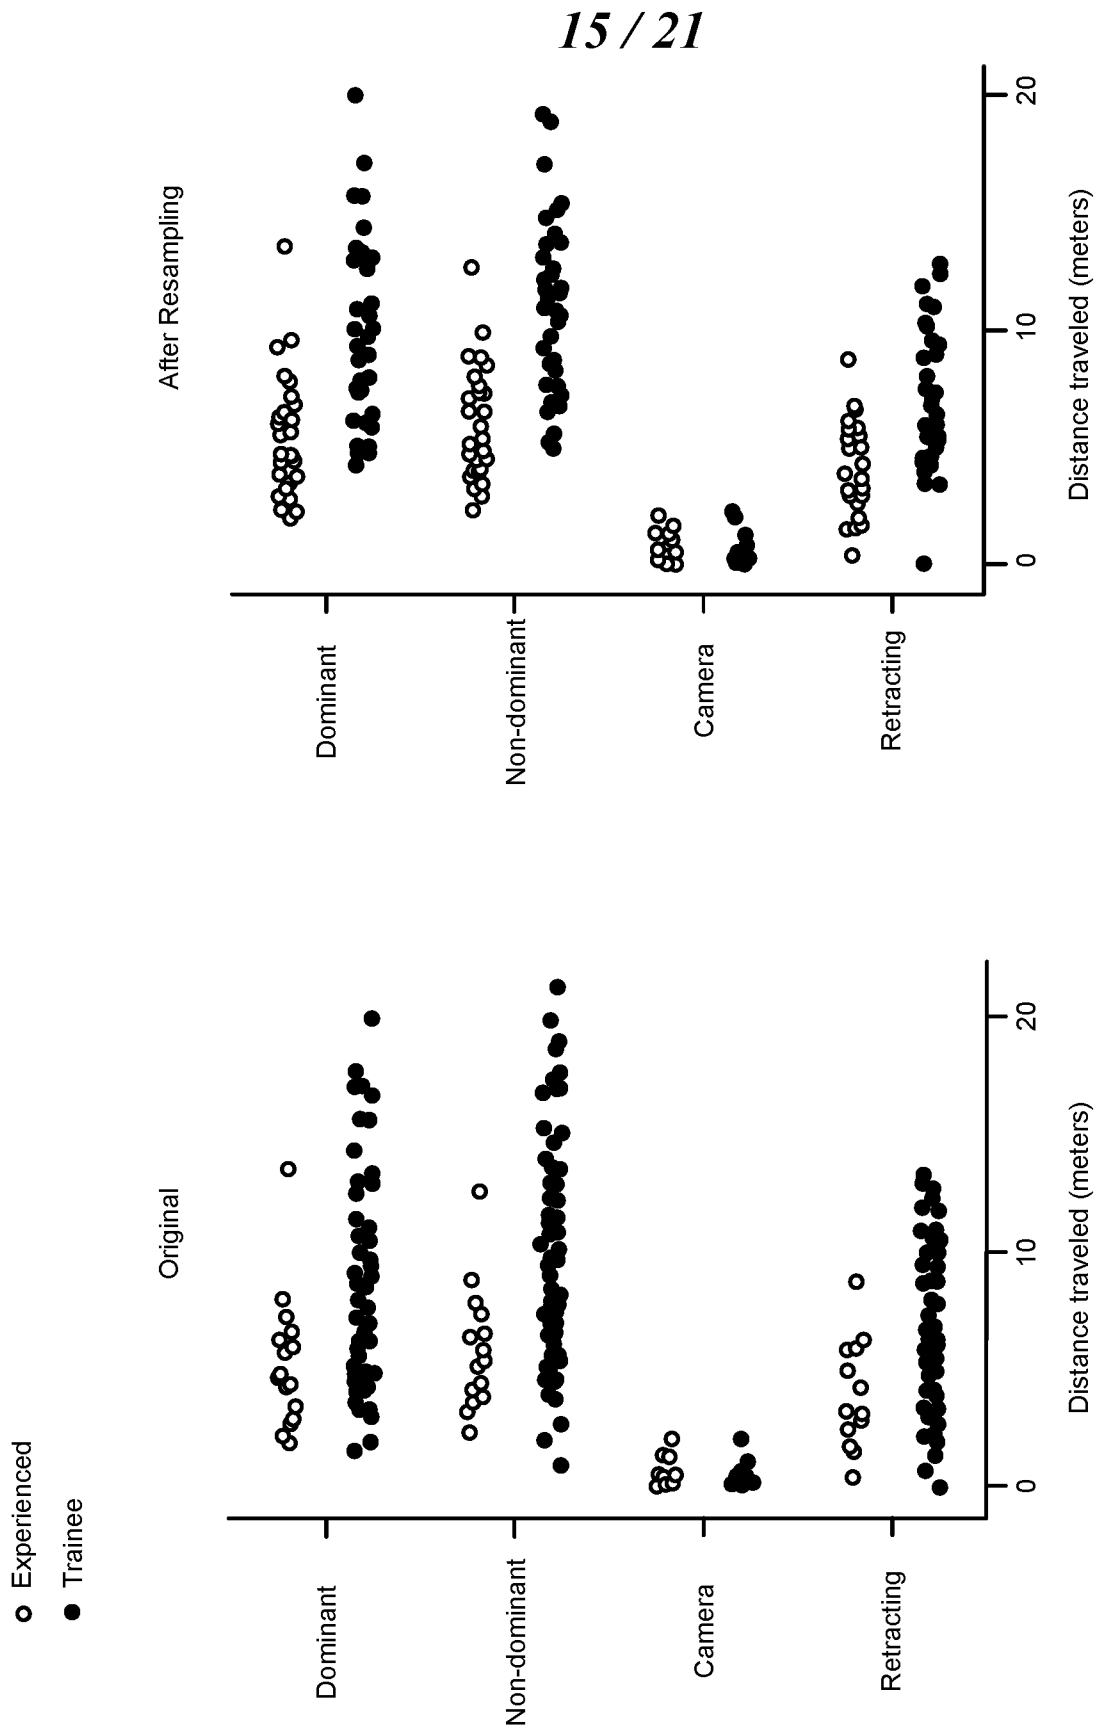 15 / 21
Experienced
Trainee
Original
Dominant
Non-dominant
Camera
Retracting
0
10
20
Distance traveled (meters)
After Resampling
Dominant
Non-dominant
Camera
Retracting
0
10
20
Distance traveled (meters)